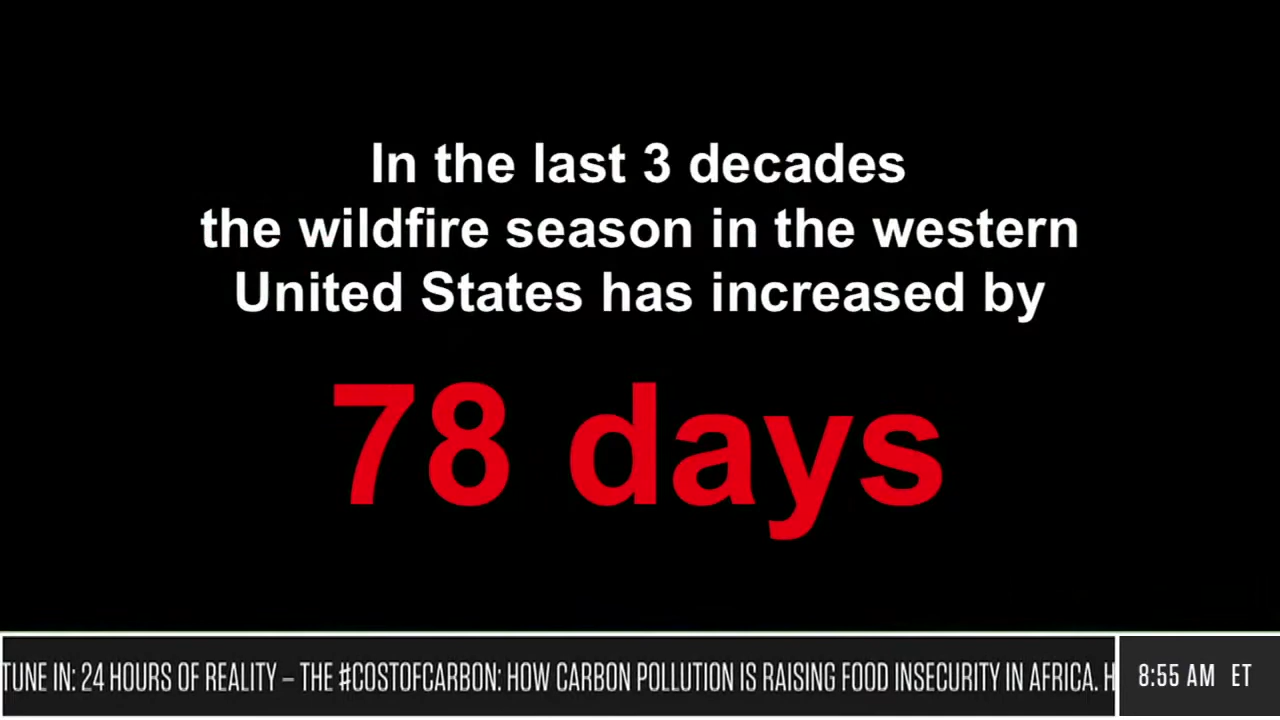 In the last 3 decades
the wildfire season in the western
United States has increased by
78 days
TUNE IN: 24 HOURS OF REALITY – THE #COSTOFCARBON: HOW CARBON POLLUTION IS RAISING FOOD INSECURITY IN AFRICA. H
8:55 AM ET